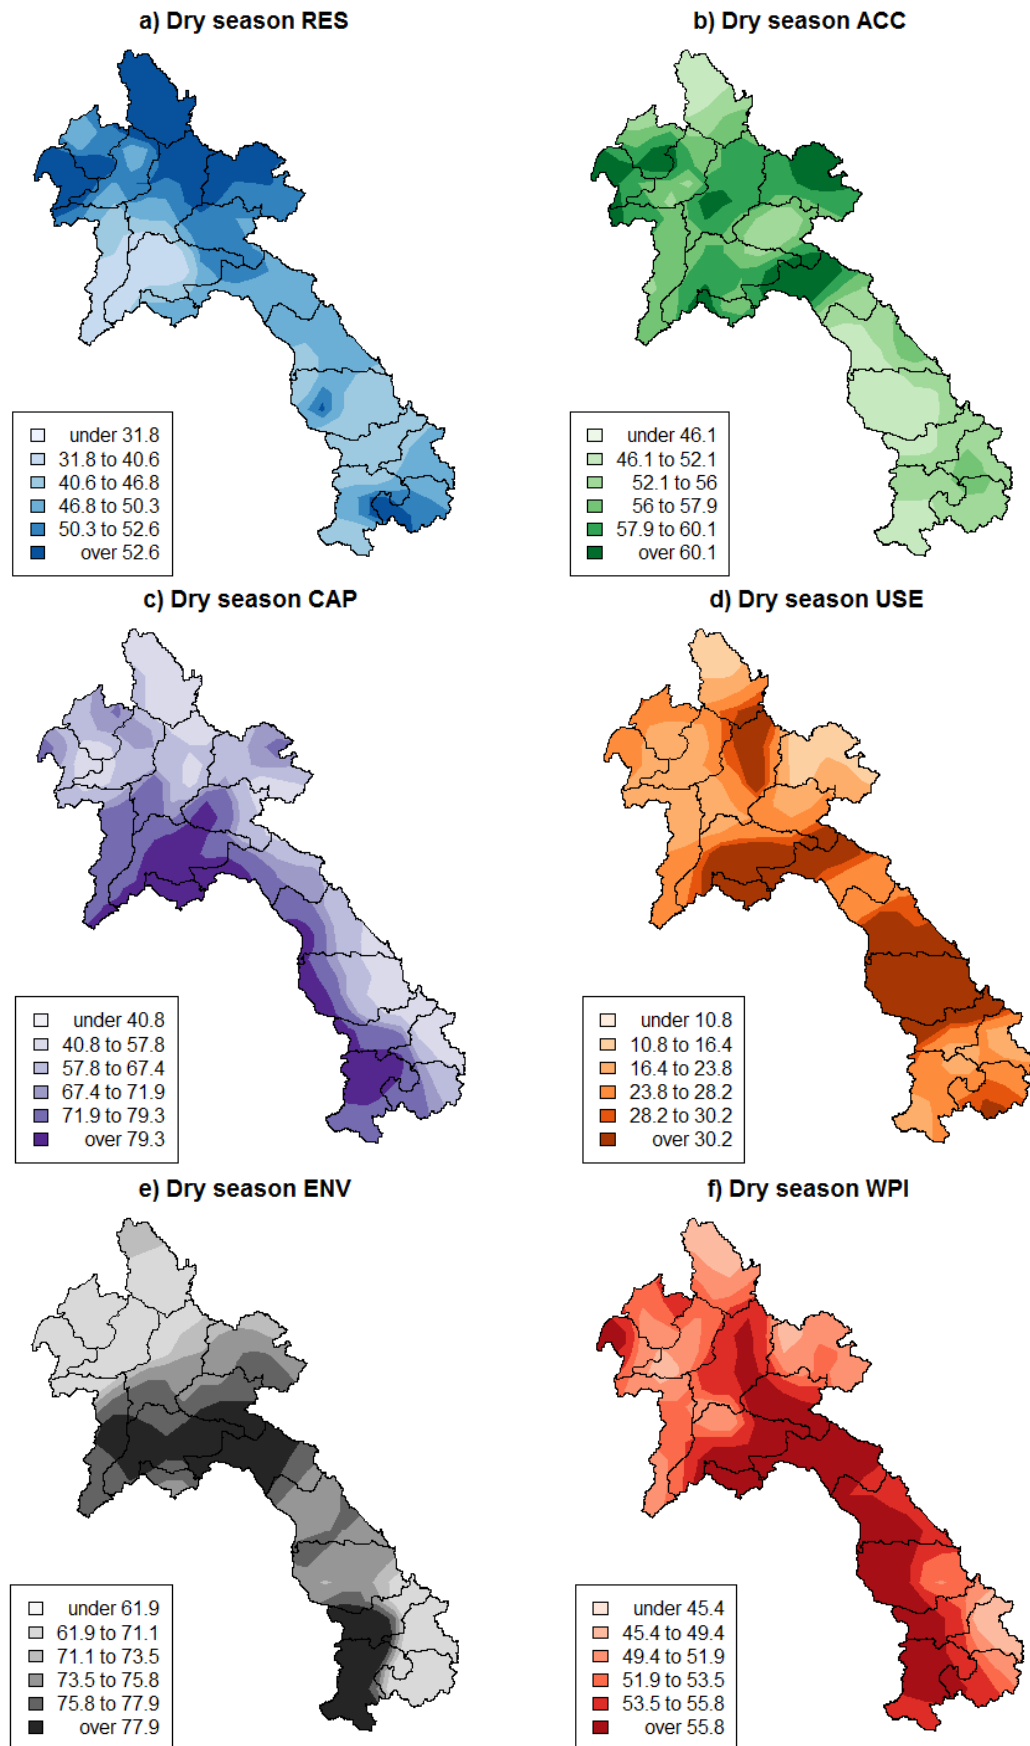 a) Dry season RES
b) Dry season ACC
under 31.8
31.8 to 40.6
40.6 to 46.8
46.8 to 50.3
50.3 to 52.6
over 52.6
under 46.1
46.1 to 52.1
52.1 to 56
56 to 57.9
57.9 to 60.1
over 60.1
c) Dry season CAP
d) Dry season USE
under 40.8
40.8 to 57.8
57.8 to 67.4
67.4 to 71.9
71.9 to 79.3
over 79.3
under 10.8
10.8 to 16.4
16.4 to 23.8
23.8 to 28.2
28.2 to 30.2
over 30.2
e) Dry season ENV
f) Dry season WPI
under 61.9
61.9 to 71.1
71.1 to 73.5
73.5 to 75.8
75.8 to 77.9
over 77.9
under 45.4
45.4 to 49.4
49.4 to 51.9
51.9 to 53.5
53.5 to 55.8
over 55.8